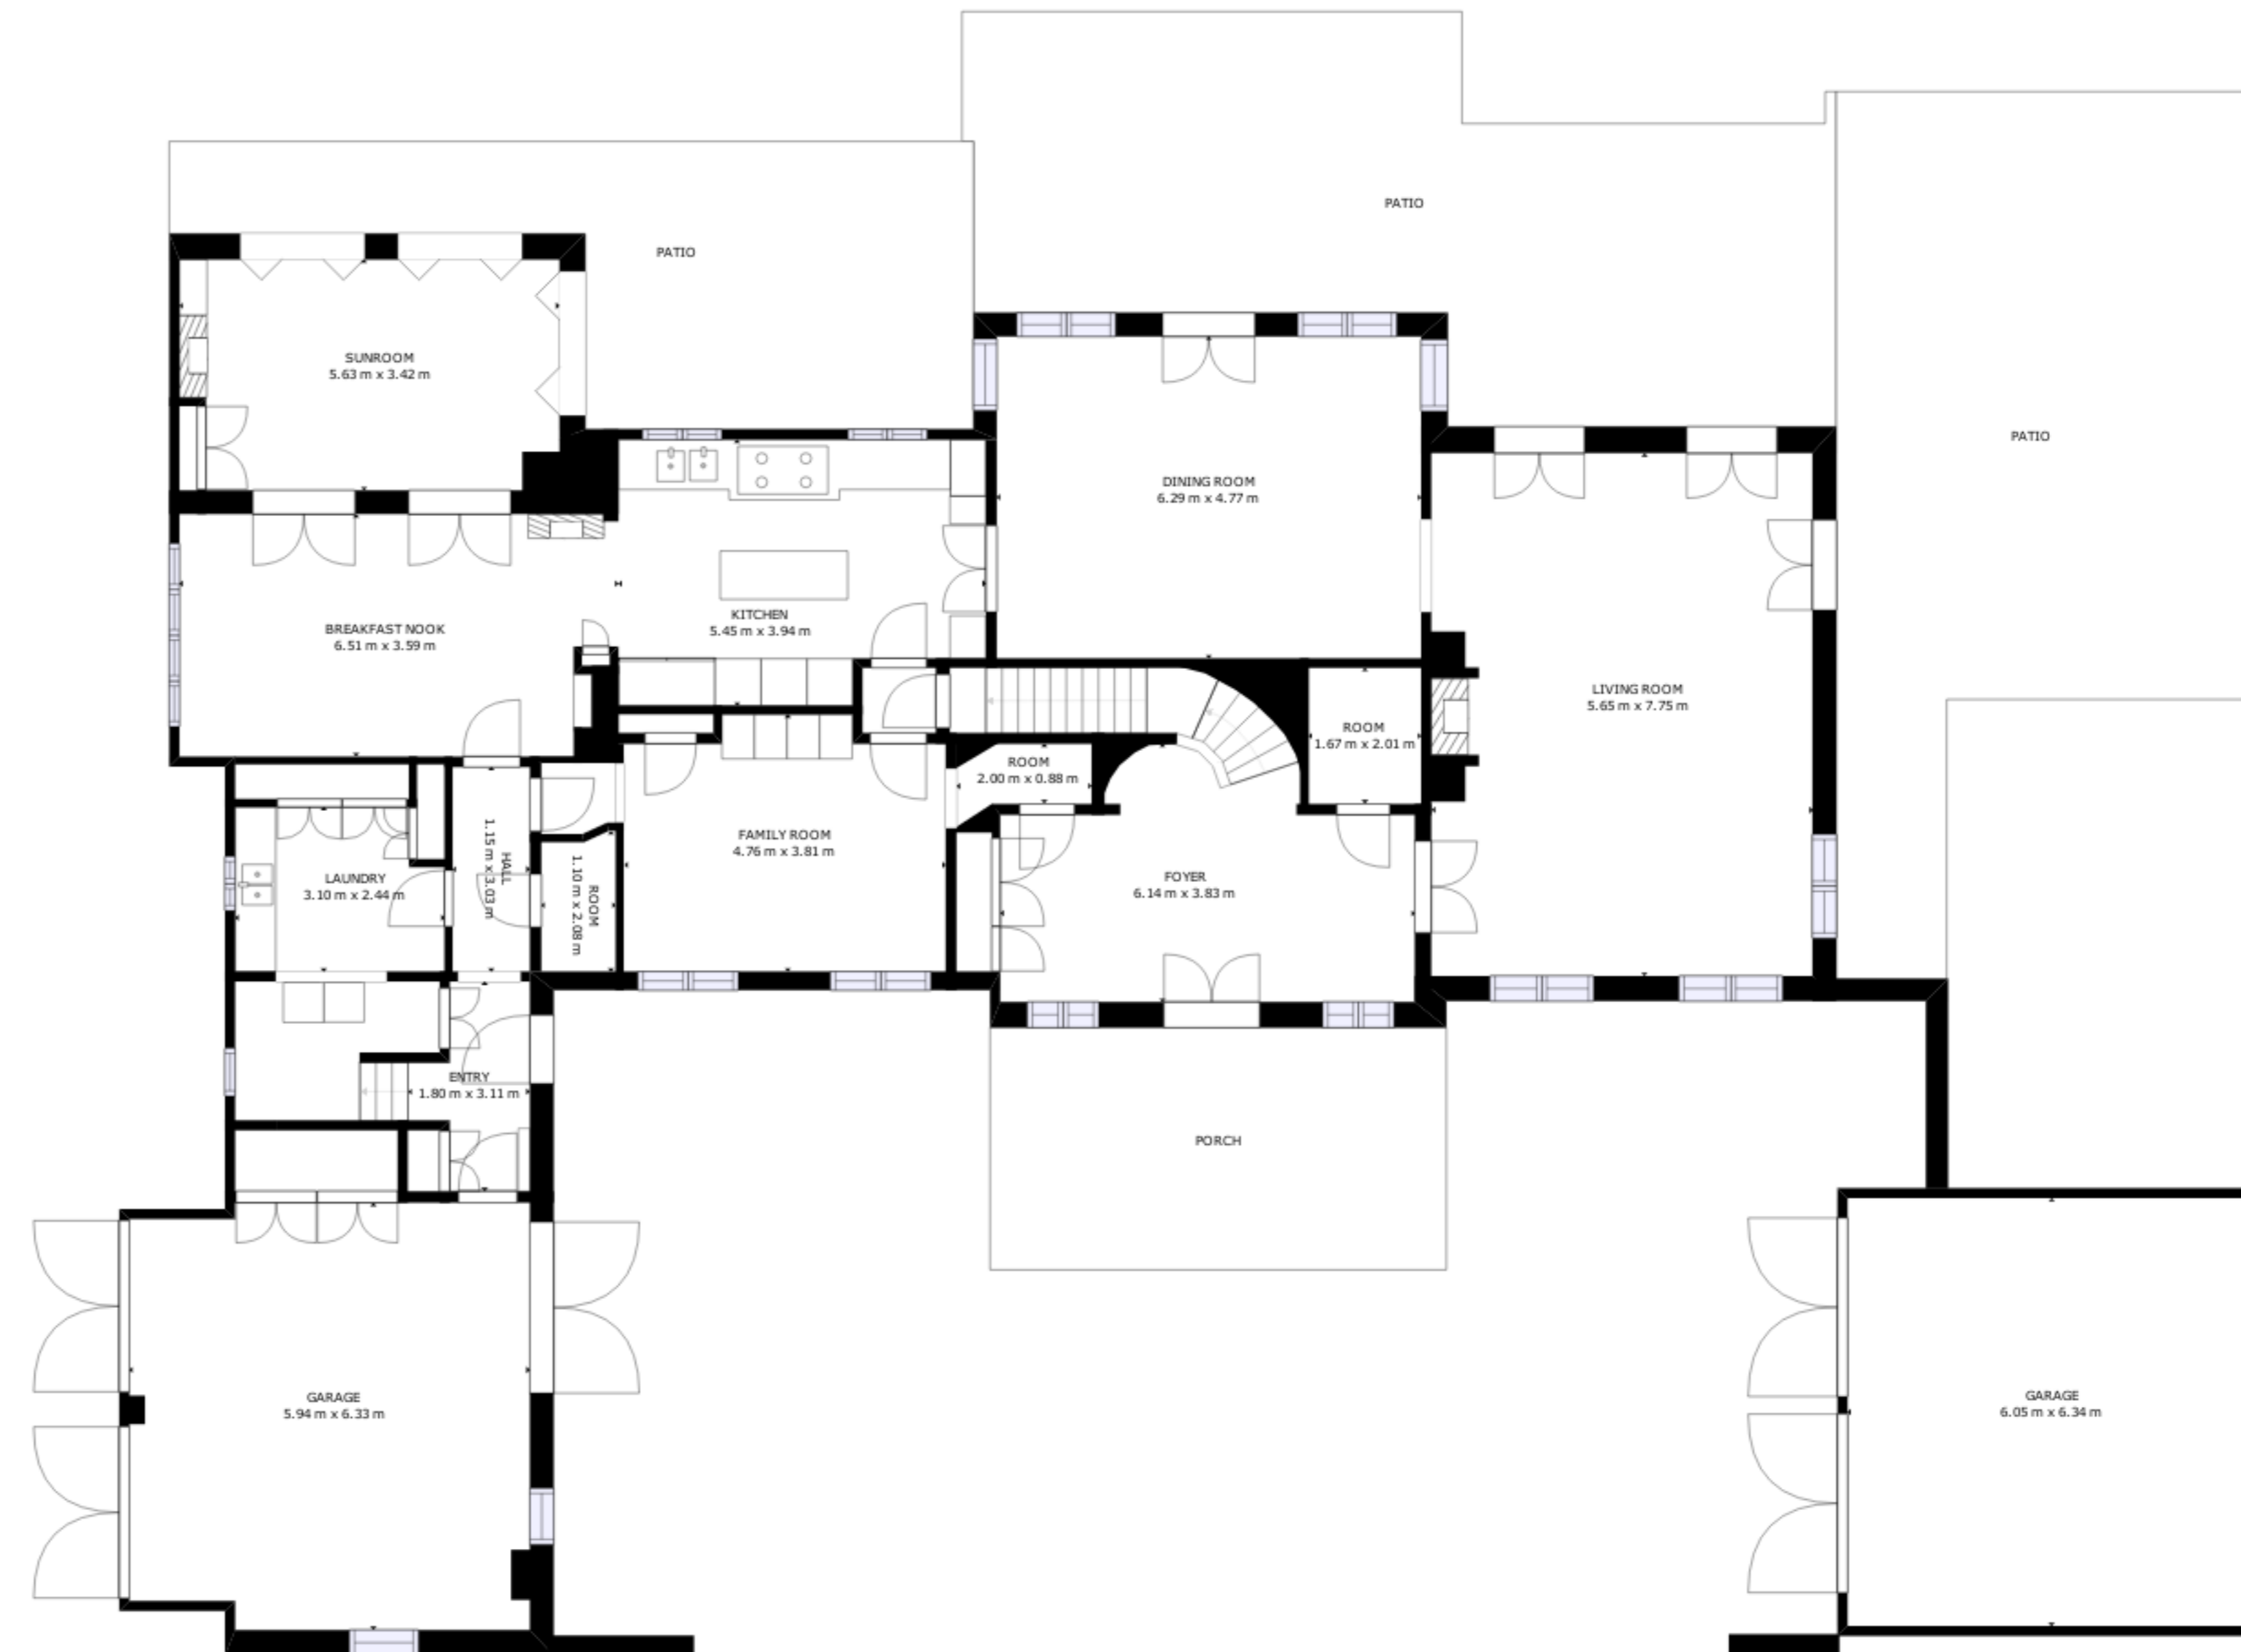 PATIO
PATIO
SUNROOM
5.63 m x 3.42 m
PATIO
DINING ROOM
6.29 m x 4.77 m
KITCHEN
5.45 m x 3.94 m
BREAKFAST NOOK
6.51 m x 3.59 m
LIVING ROOM
5.65 m x 7.75 m
ROOM
1.67 m x 2.01 m
ROOM
2.00 m x 0.88 m
FAMILY ROOM
4.76 m x 3.81 m
HALL
1.15 m x 3.03 m
ROOM
1.10 m x 2.08 m
LAUNDRY
3.10 m x 2.44 m
FOYER
6.14 m x 3.83 m
ENTRY
1.80 m x 3.11 m
PORCH
GARAGE
5.94 m x 6.33 m
GARAGE
6.05 m x 6.34 m